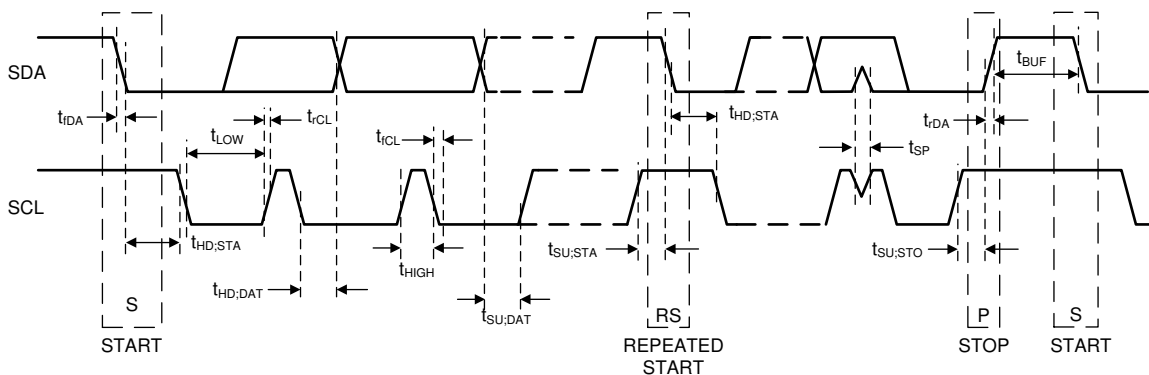 SDA
t_fDA
t_LOW
t_rCL
t_fCL
t_HD;STA
t_SP
t_rDA
t_BUF
SCL
t_HD;STA
t_HD;DAT
t_HIGH
t_SU;DAT
t_SU;STA
t_SU;STO
S
RS
P
S
START
REPEATED
START
STOP
START